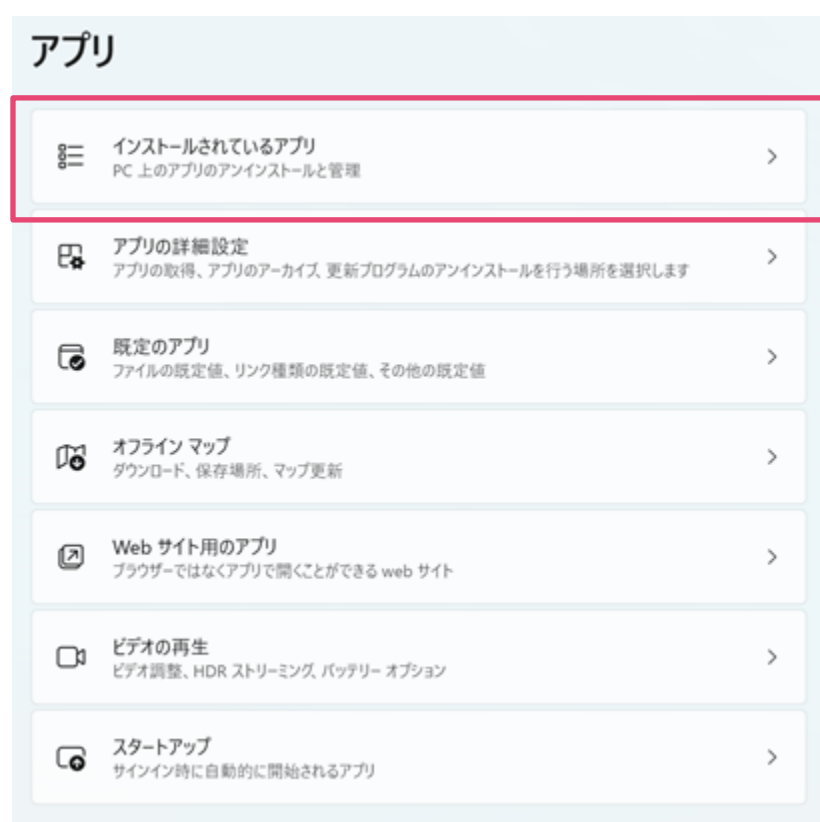 アプリ
インストールされているアプリ
PC 上のアプリのアンインストールと管理
アプリの詳細設定
アプリの取得、アプリのアーカイブ、更新プログラムのアンインストールを行う場所を選択します
既定のアプリ
ファイルの既定値、リンク種類の既定値、その他の既定値
オフライン マップ
ダウンロード、保存場所、マップ更新
Web サイト用のアプリ
ブラウザーではなくアプリで開くことができる web サイト
ビデオの再生
ビデオ調整、HDR ストリーミング、バッテリー オプション
スタートアップ
サインイン時に自動的に開始されるアプリ